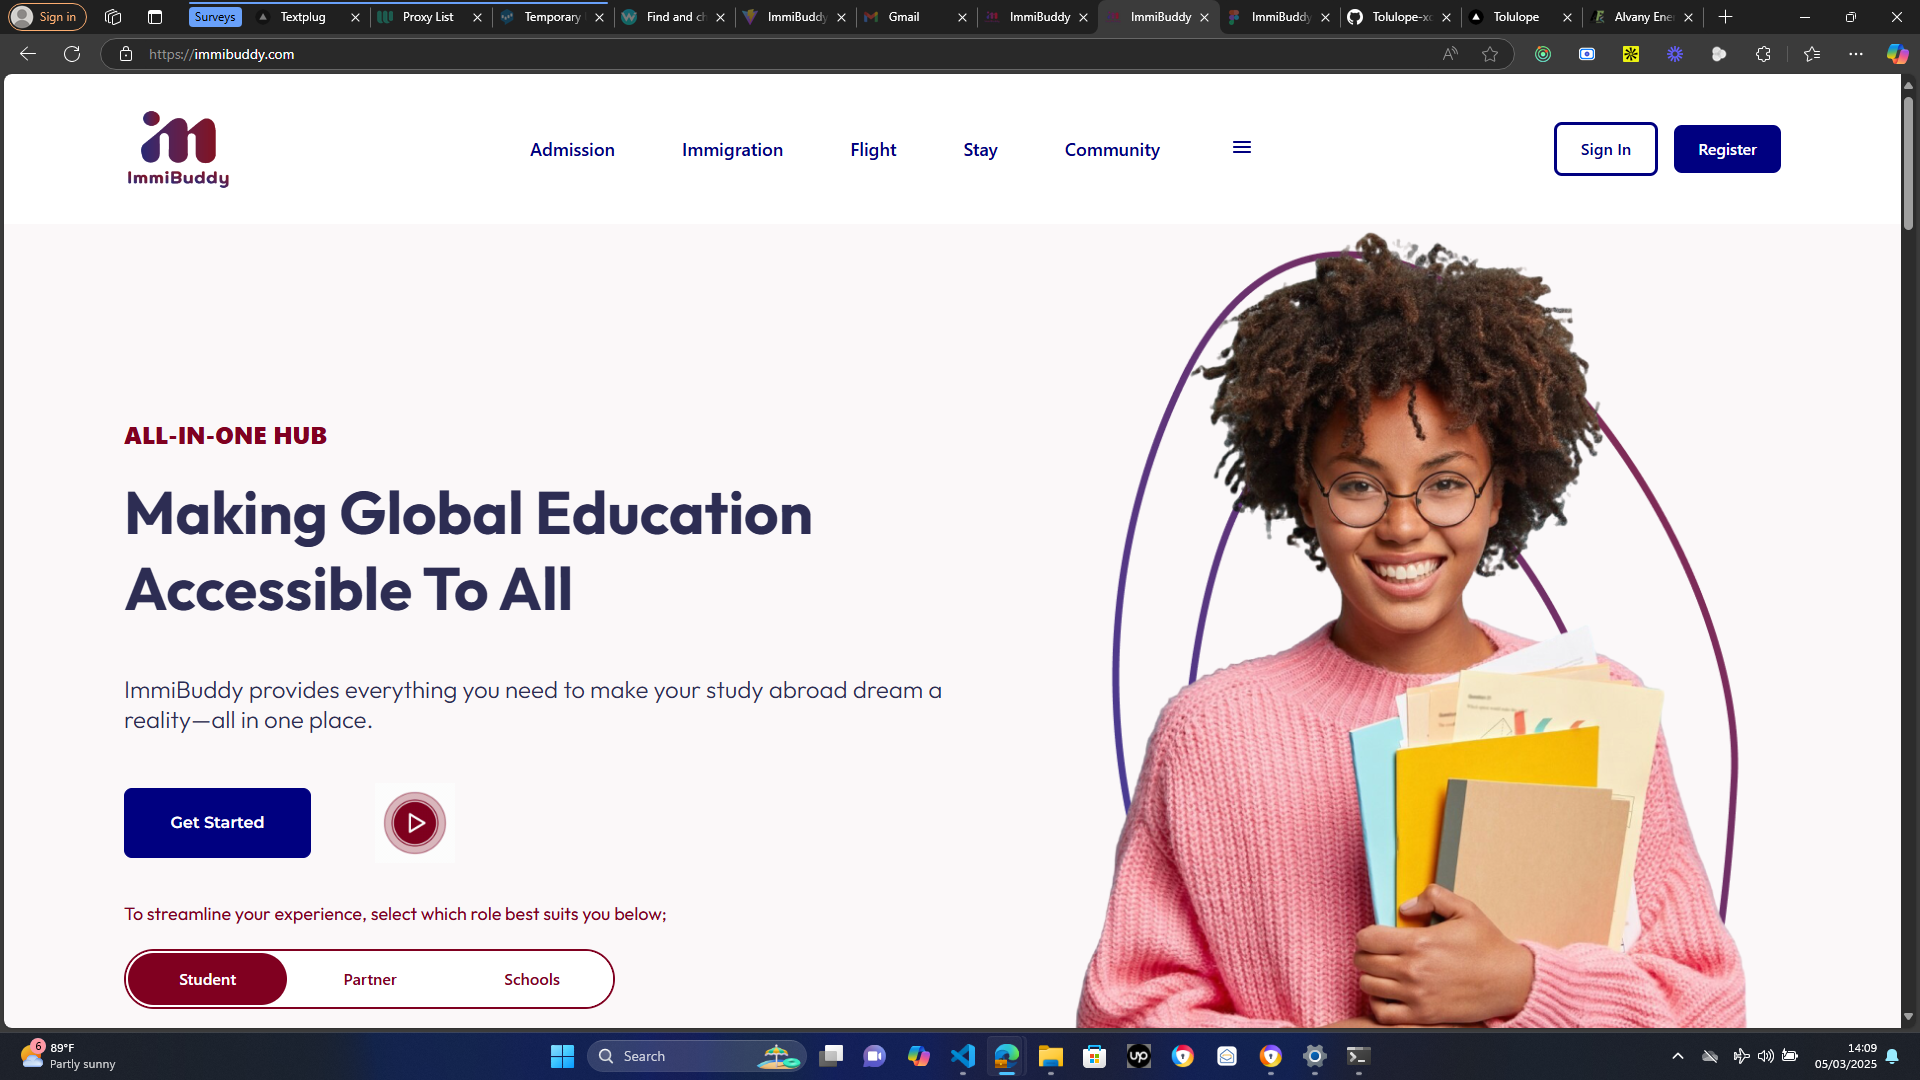 Sign in
Surveys
Textplug
Proxy List
Temporary
Find and ch
ImmiBuddy
Gmail
ImmiBuddy
ImmiBuddy
ImmiBuddy
Tolulope-xc
Tolulope
Alvany Ene
https://immibuddy.com
ImmiBuddy
Admission
Immigration
Flight
Stay
Community
Sign In
Register
ALL-IN-ONE HUB
Making Global Education
Accessible To All
ImmiBuddy provides everything you need to make your study abroad dream a
reality—all in one place.
Get Started
To streamline your experience, select which role best suits you below;
Student
Partner
Schools
6
89°F
Partly sunny
Search
up
14:09
05/03/2025